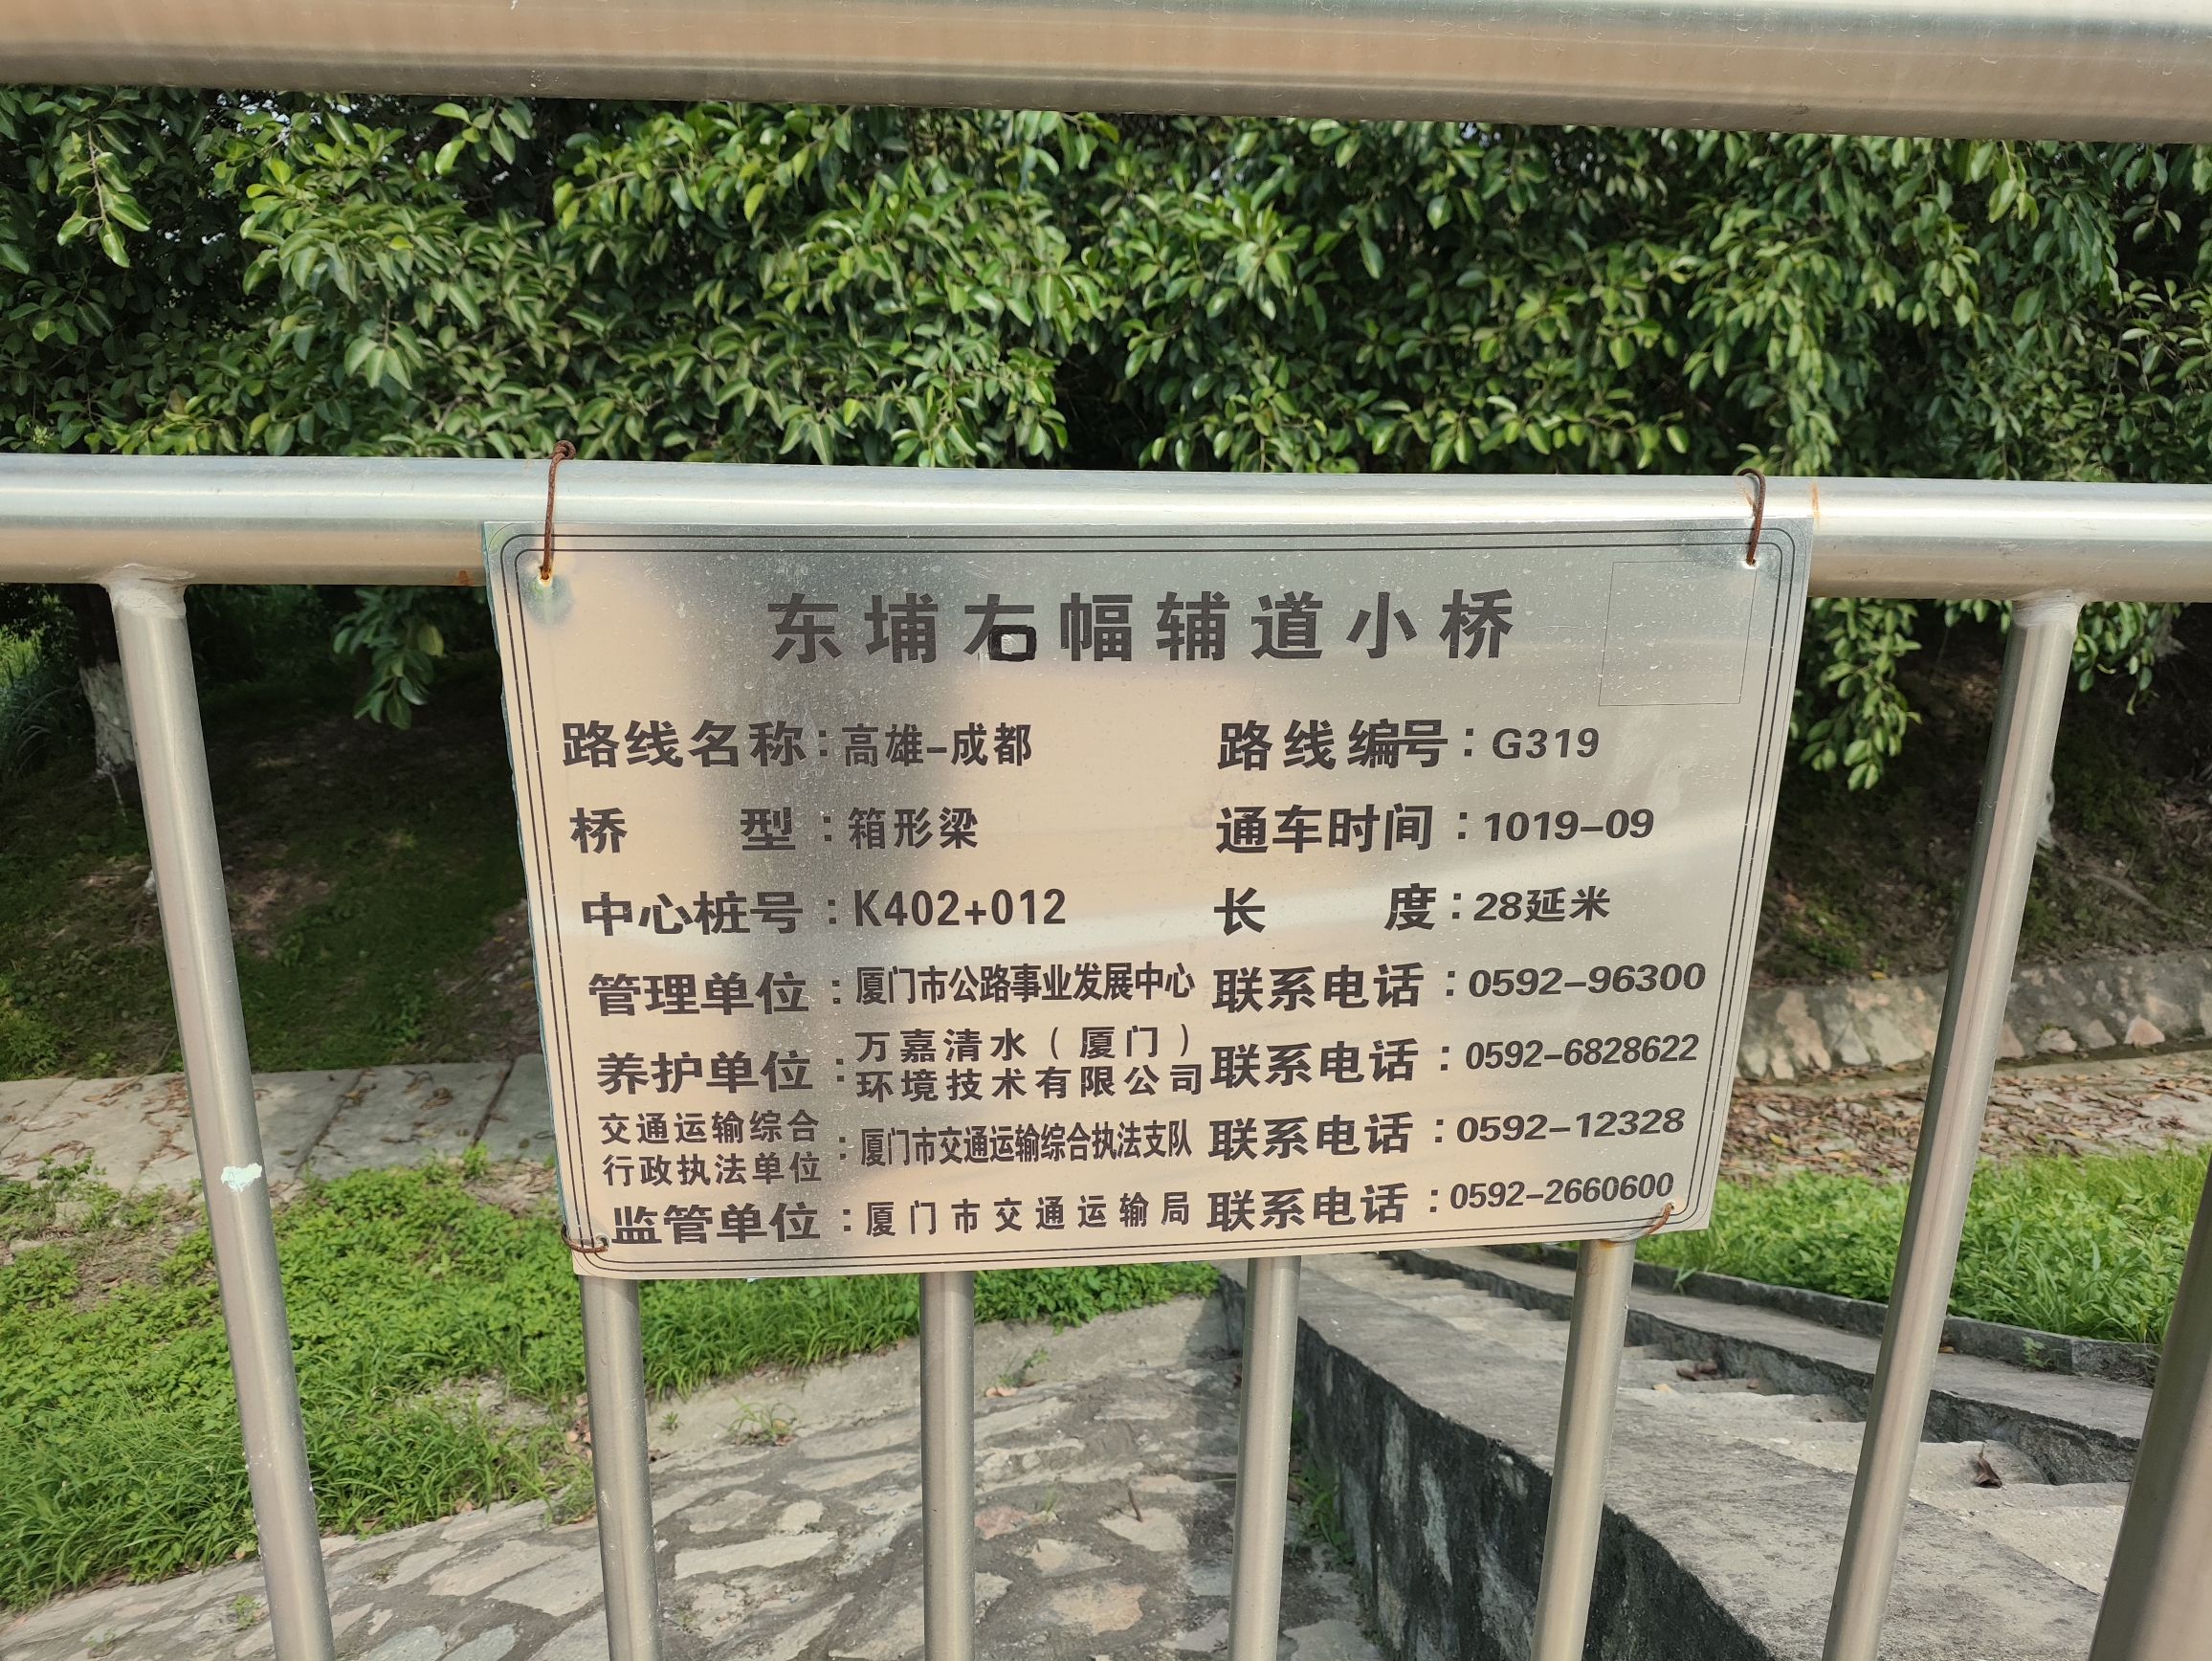 东埔右幅辅道小桥
路线名称:高雄-成都 路线编号:G319
桥型:箱形梁 通车时间:1019-09
中心桩号:K402+012 长度:28延米
管理单位:厦门市公路事业发展中心 联系电话:0592-96300
养护单位:万嘉清水(厦门)环境技术有限公司 联系电话:0592-6828622
交通运输综合行政执法单位:厦门市交通运输综合执法支队 联系电话:0592-12328
监管单位:厦门市交通运输局 联系电话:0592-2660600